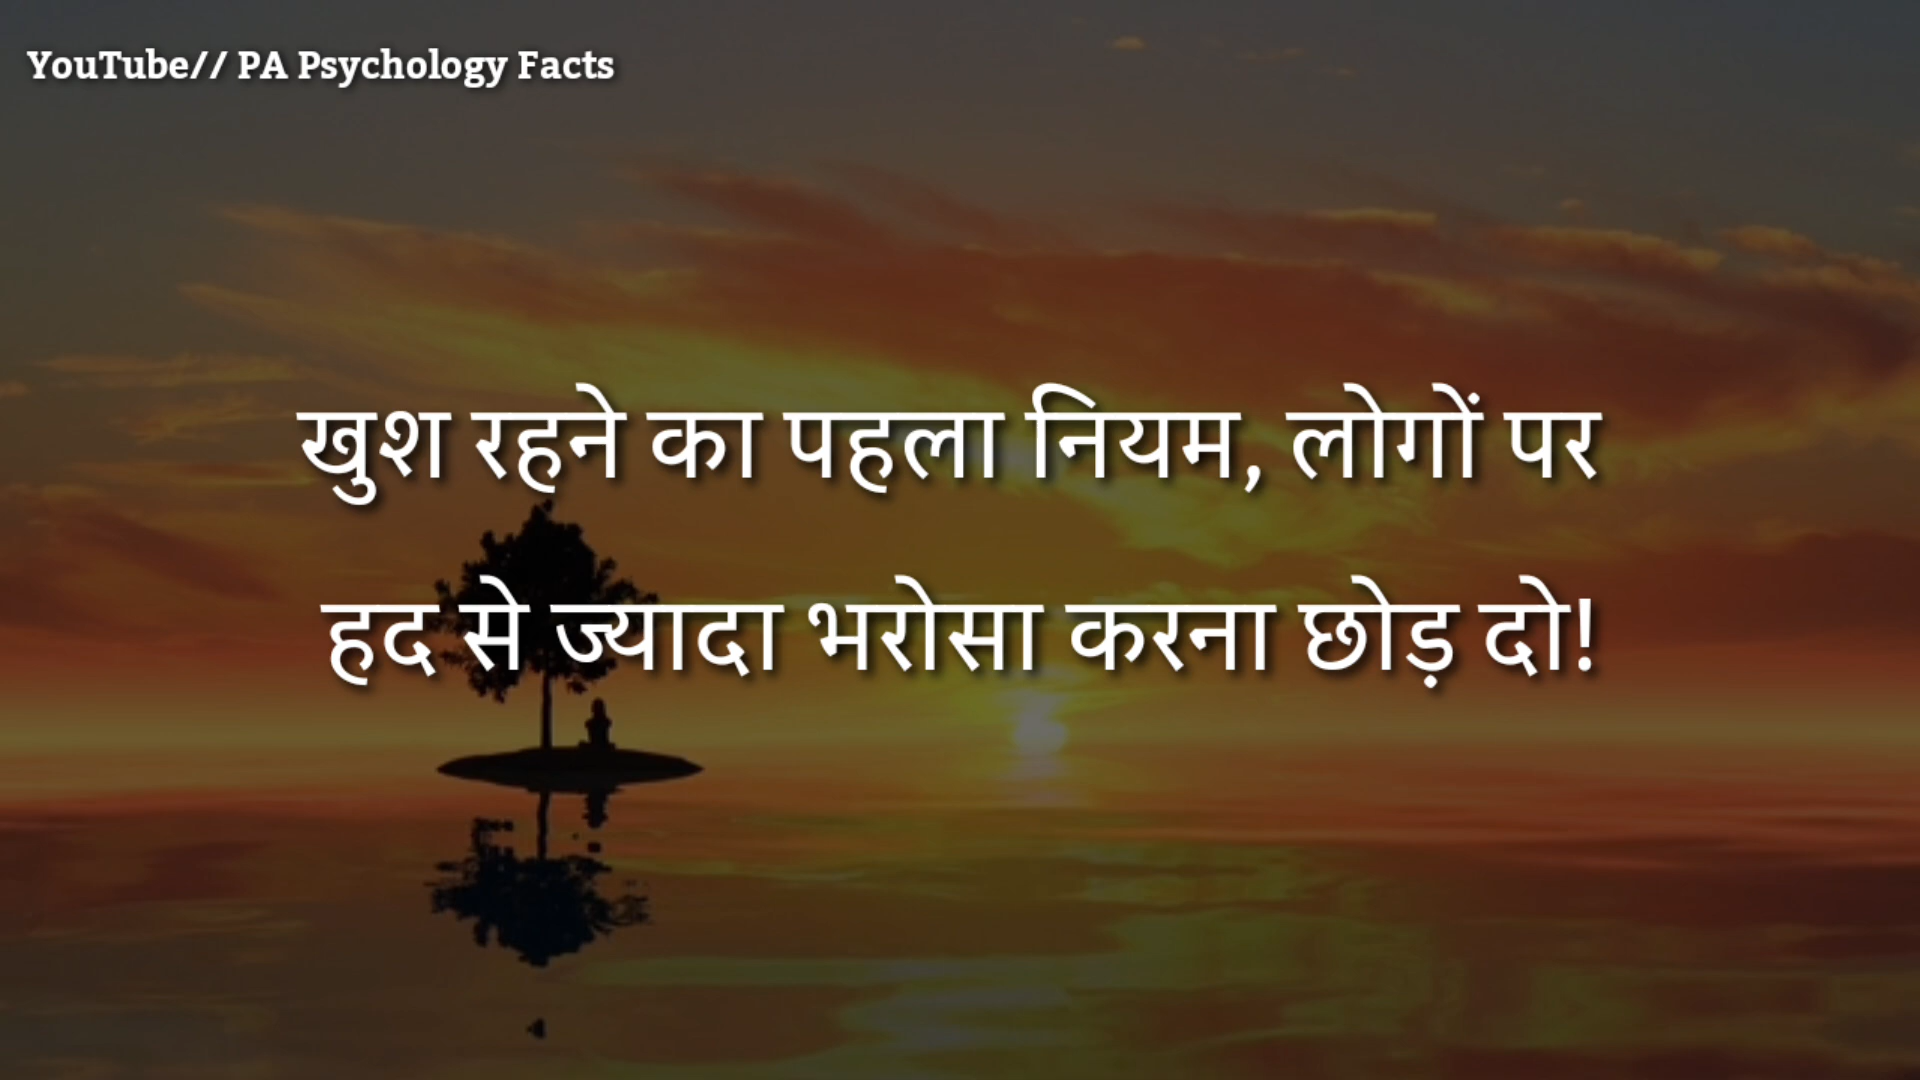 YouTube// PA Psychology Facts
खुश रहने का पहला नियम, लोगों पर
हद से ज्यादा भरोसा करना छोड़ दो!